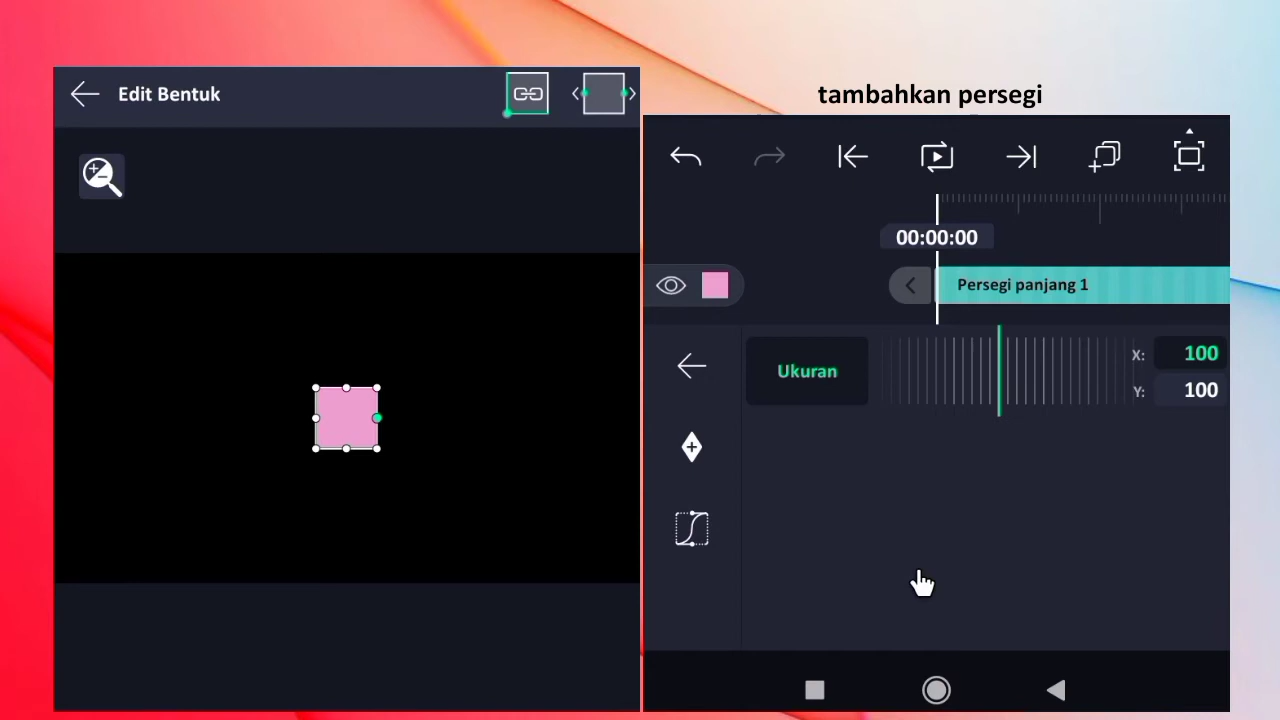 Edit Bentuk
tambahkan persegi
00:00:00
Persegi panjang 1
Ukuran
X: 100
Y: 100